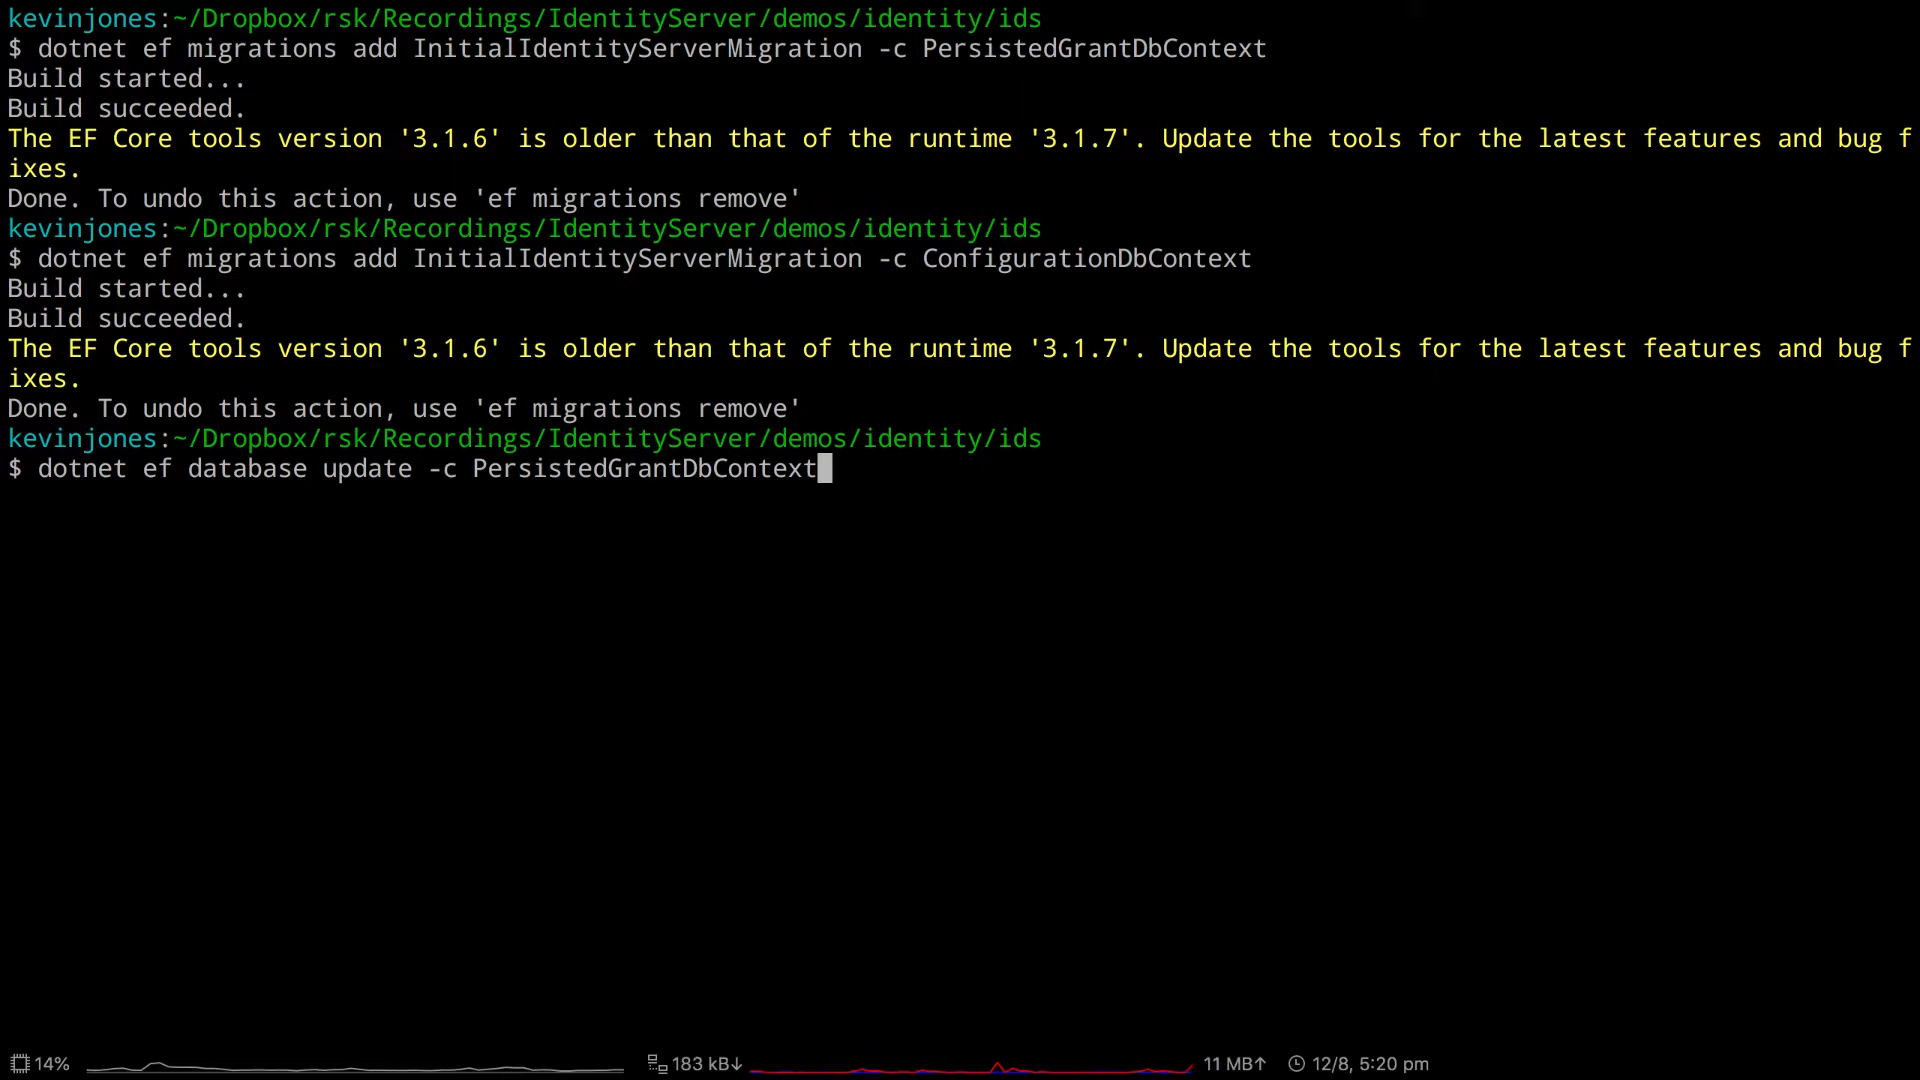 kevinjones:~/Dropbox/rsk/Recordings/IdentityServer/demos/identity/ids
$ dotnet ef migrations add InitialIdentityServerMigration -c PersistedGrantDbContext
Build started...
Build succeeded.
The EF Core tools version '3.1.6' is older than that of the runtime '3.1.7'. Update the tools for the latest features and bug f
ixes.
Done. To undo this action, use 'ef migrations remove'
kevinjones:~/Dropbox/rsk/Recordings/IdentityServer/demos/identity/ids
$ dotnet ef migrations add InitialIdentityServerMigration -c ConfigurationDbContext
Build started...
Build succeeded.
The EF Core tools version '3.1.6' is older than that of the runtime '3.1.7'. Update the tools for the latest features and bug f
ixes.
Done. To undo this action, use 'ef migrations remove'
kevinjones:~/Dropbox/rsk/Recordings/IdentityServer/demos/identity/ids
$ dotnet ef database update -c PersistedGrantDbContext
14% 183 kB↓ 11 MB↑ 12/8, 5:20 pm